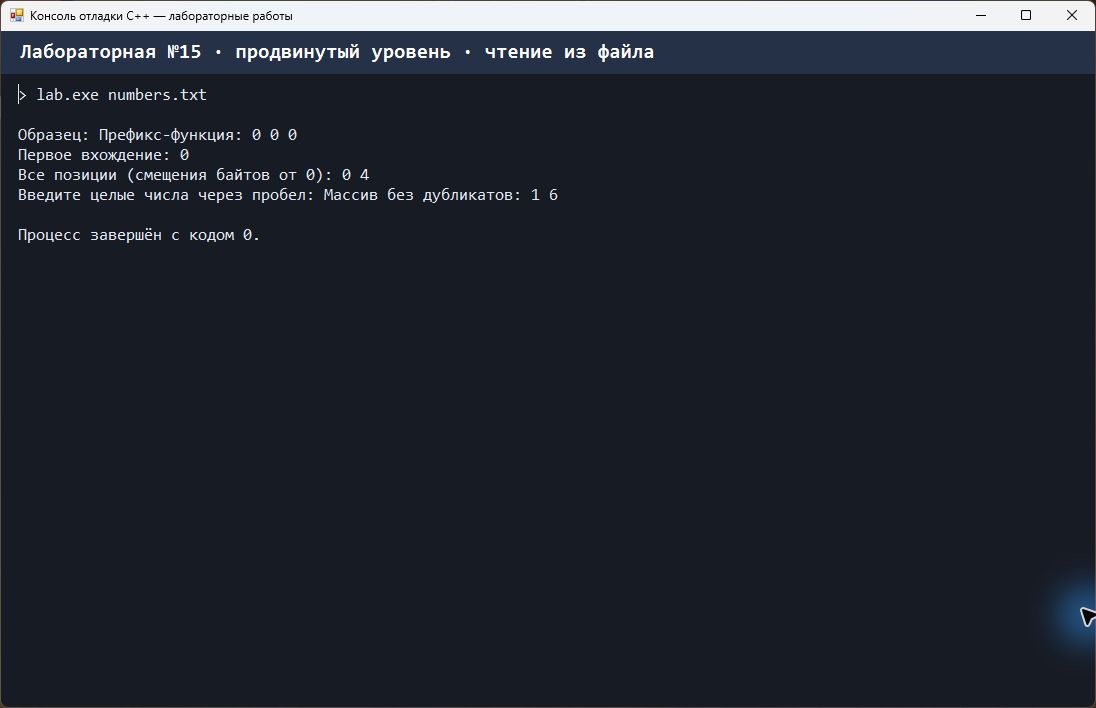 Консоль отладки C++ — лабораторные работы
Лабораторная №15 · продвинутый уровень · чтение из файла
> lab.exe numbers.txt
Образец: Префикс-функция: 0 0 0
Первое вхождение: 0
Все позиции (смещения байтов от 0): 0 4
Введите целые числа через пробел: Массив без дубликатов: 1 6
Процесс завершён с кодом 0.